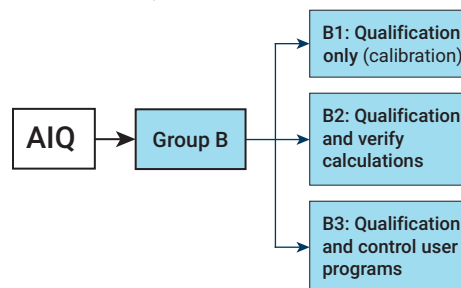 AIQ
Group B
B1: Qualification
only (calibration)
B2: Qualification
and verify
calculations
B3: Qualification
and control user
programs